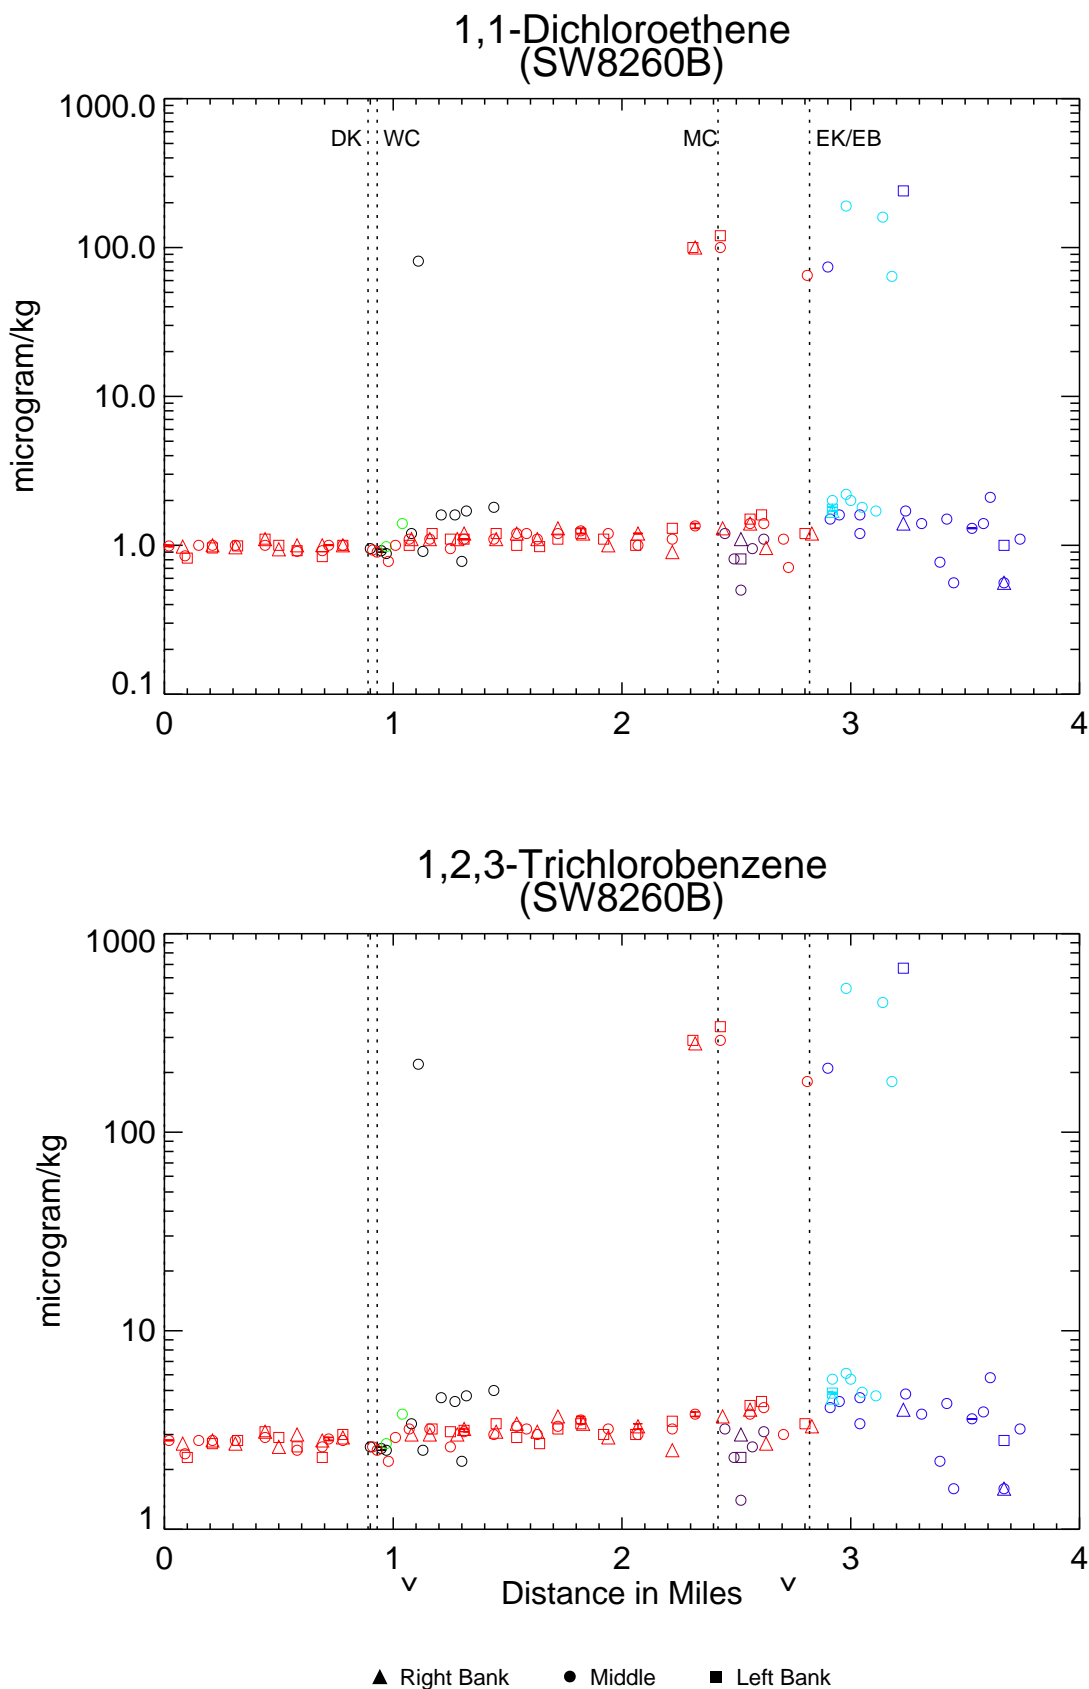 1,1-Dichloroethene
(SW8260B)
1000.0
DK
WC
MC
EK/EB
100.0
microgram/kg
10.0
1.0
0.1
0
1
2
3
4
1,2,3-Trichlorobenzene
(SW8260B)
1000
100
microgram/kg
10
1
0
1
2
3
4
v
Distance in Miles
v
Right Bank
Middle
Left Bank